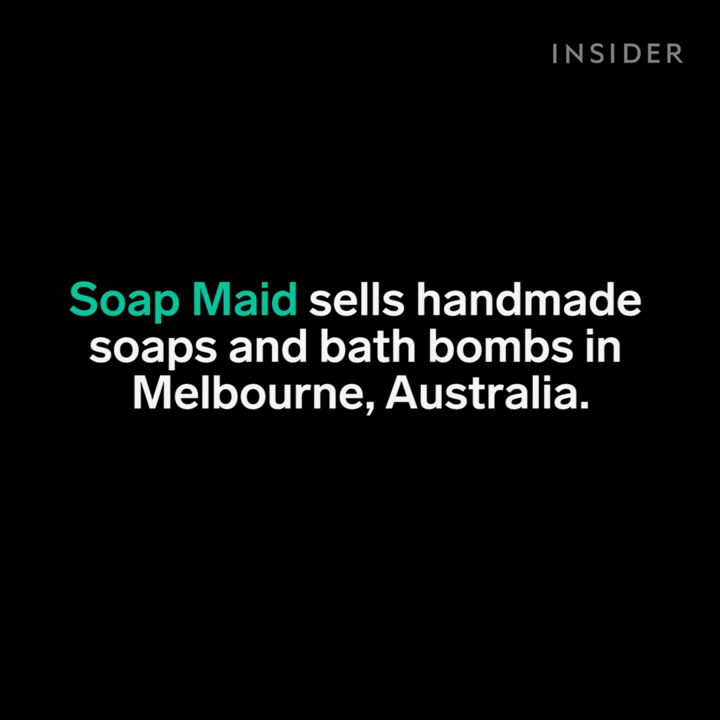 INSIDER
Soap Maid sells handmade
soaps and bath bombs in
Melbourne, Australia.